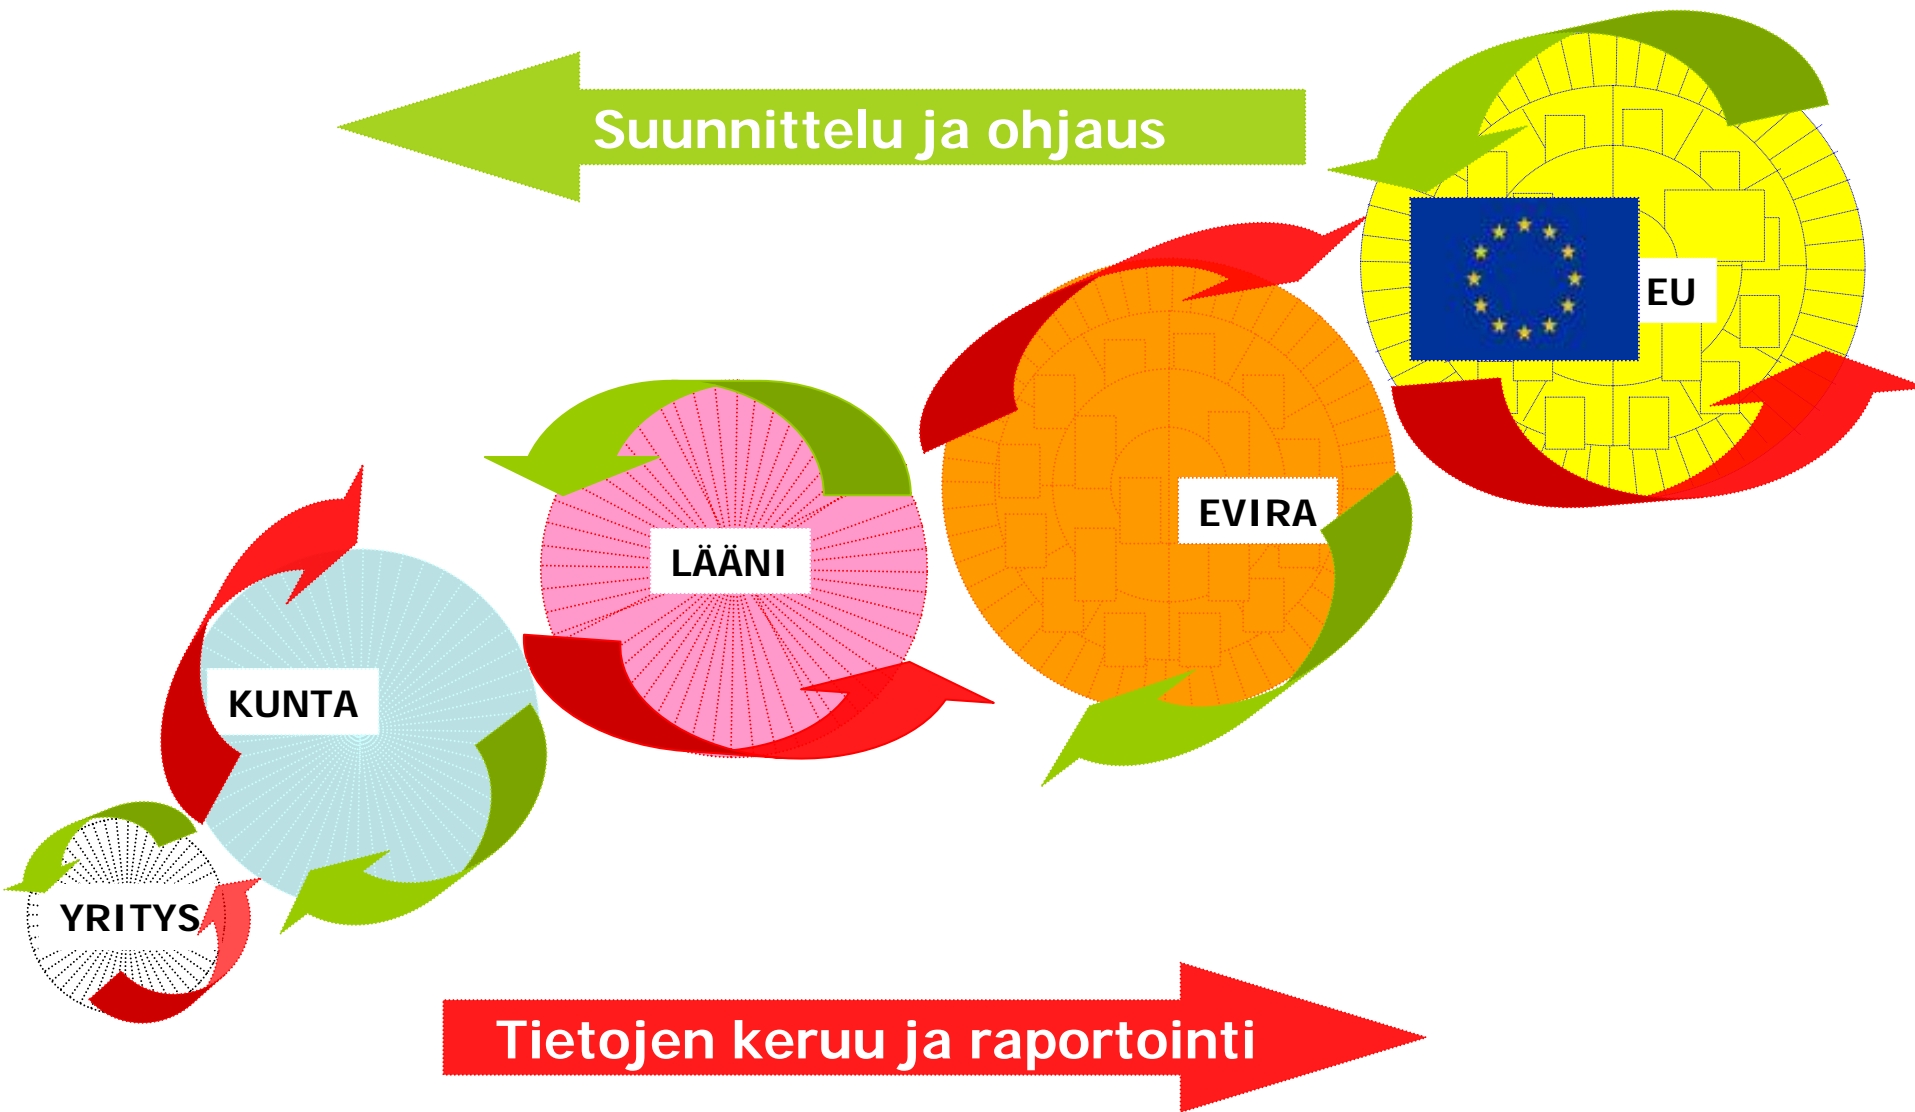 Suunnittelu ja ohjaus
EU
EVIRA
LÄÄNI
KUNTA
YRITYS
Tietojen keruu ja raportointi